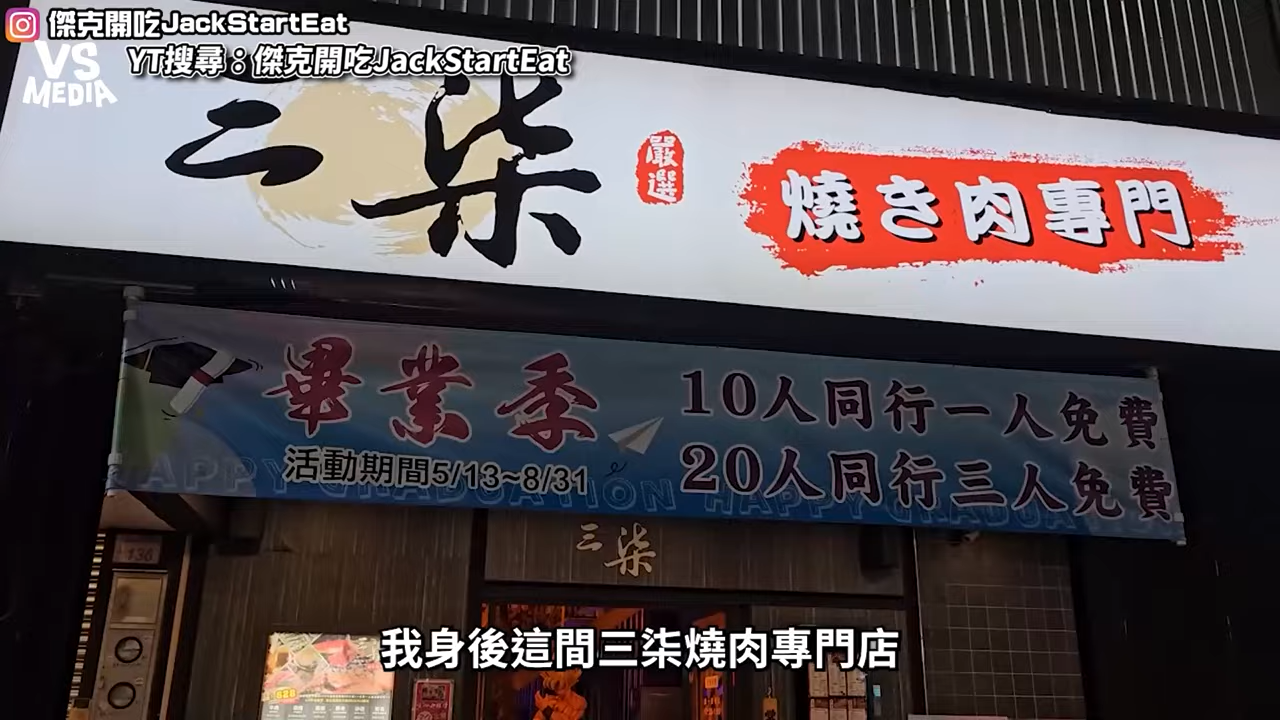 傑克開吃JackStartEat
YT搜尋：傑克開吃JackStartEat
VS
MEDIA
三柒
嚴選
燒き肉專門
畢業季
10人同行一人免費
活動期間5/13~8/31
20人同行三人免費
HAPPY GRADUATION HAPPY GRADUA
三柒
136
628
我身後這間三柒燒肉專門店